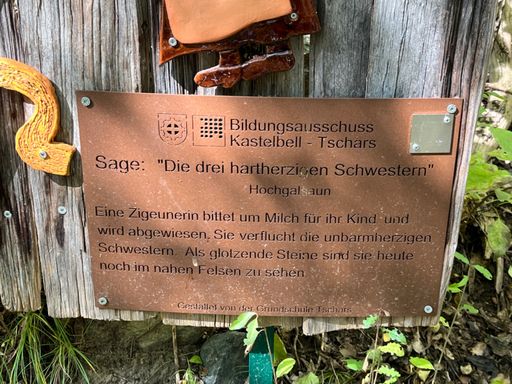 Bildungsausschuss
Kastelbell - Tschars
Sage: "Die drei hartherzigen Schwestern"
Hochgalsaun
Eine Zigeunerin bittet um Milch für ihr Kind und
wird abgewiesen. Sie verflucht die unbarmherzigen
Schwestern. Als glotzende Steine sind sie heute
noch im nahen Felsen zu sehen.
Gestaltet von der Grundschule Tschars